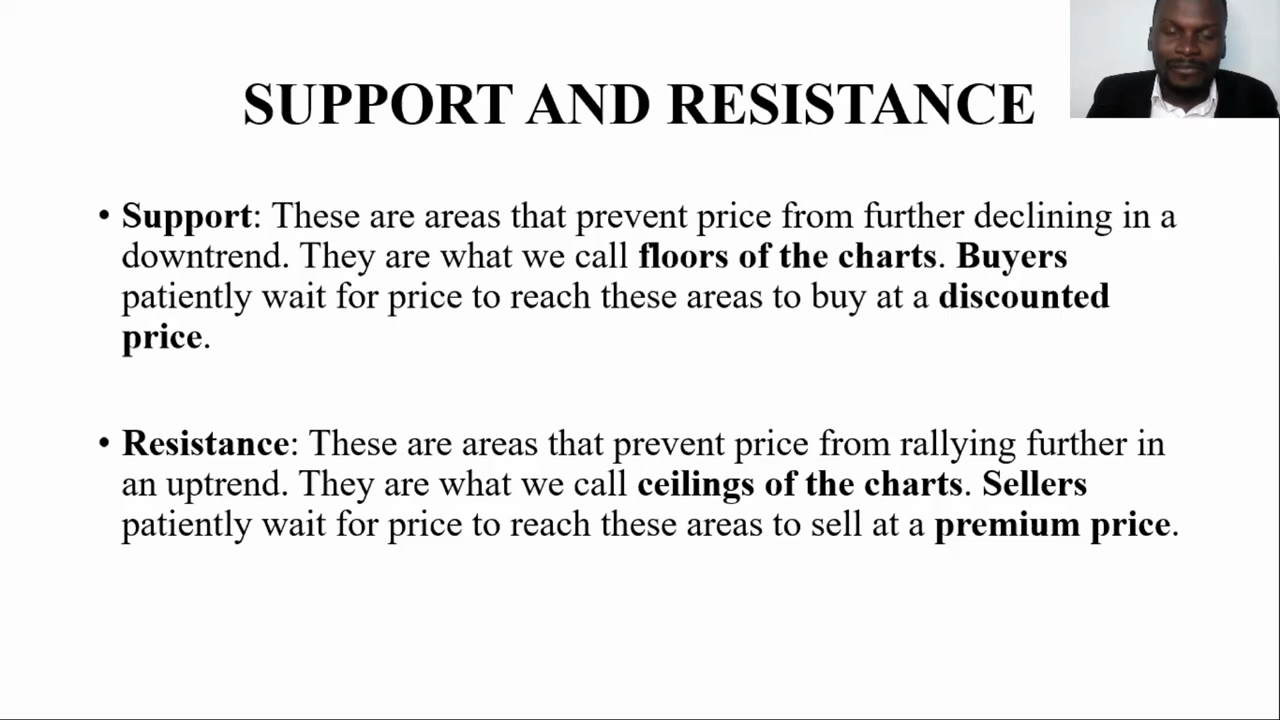 SUPPORT AND RESISTANCE
• Support: These are areas that prevent price from further declining in a
downtrend. They are what we call floors of the charts. Buyers
patiently wait for price to reach these areas to buy at a discounted
price.
• Resistance: These are areas that prevent price from rallying further in
an uptrend. They are what we call ceilings of the charts. Sellers
patiently wait for price to reach these areas to sell at a premium price.